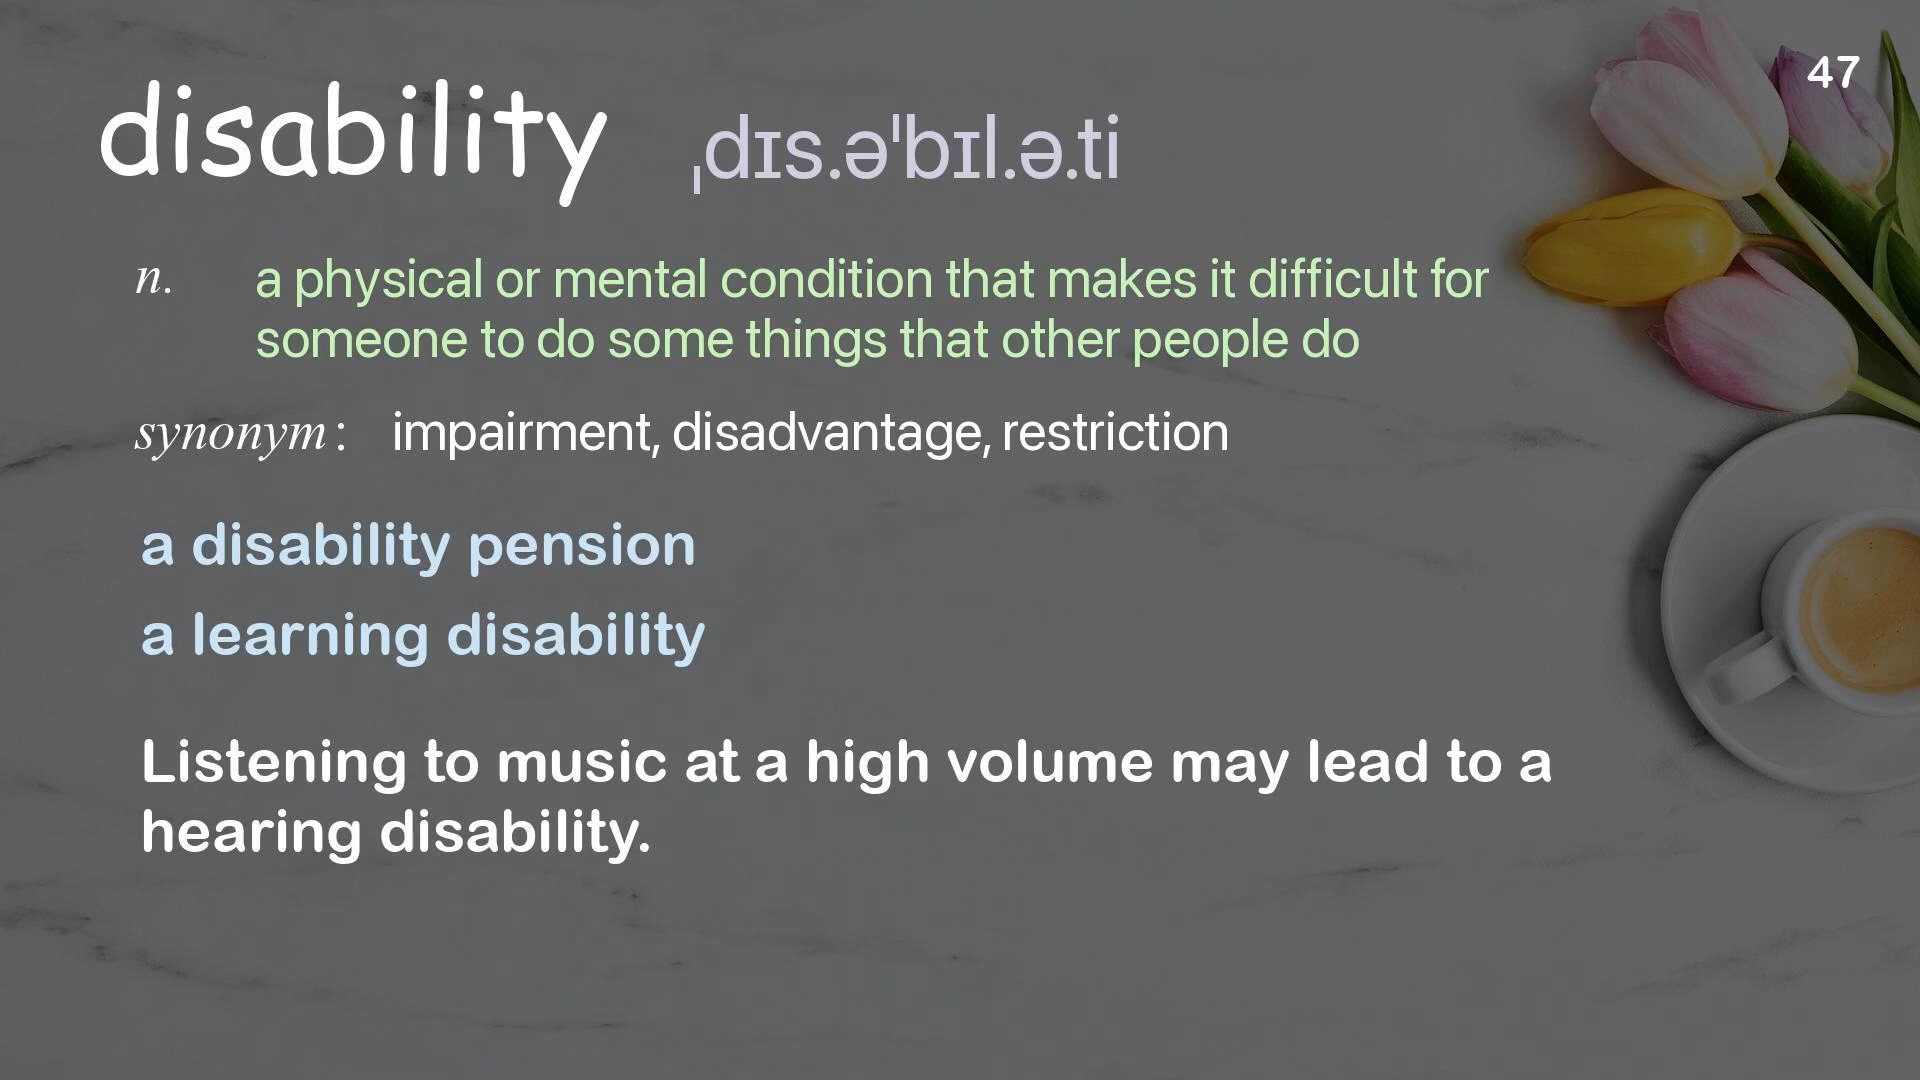 47
disability ˌdɪs.əˈbɪl.ə.ti
n. a physical or mental condition that makes it difficult for
someone to do some things that other people do
synonym: impairment, disadvantage, restriction
a disability pension
a learning disability
Listening to music at a high volume may lead to a
hearing disability.